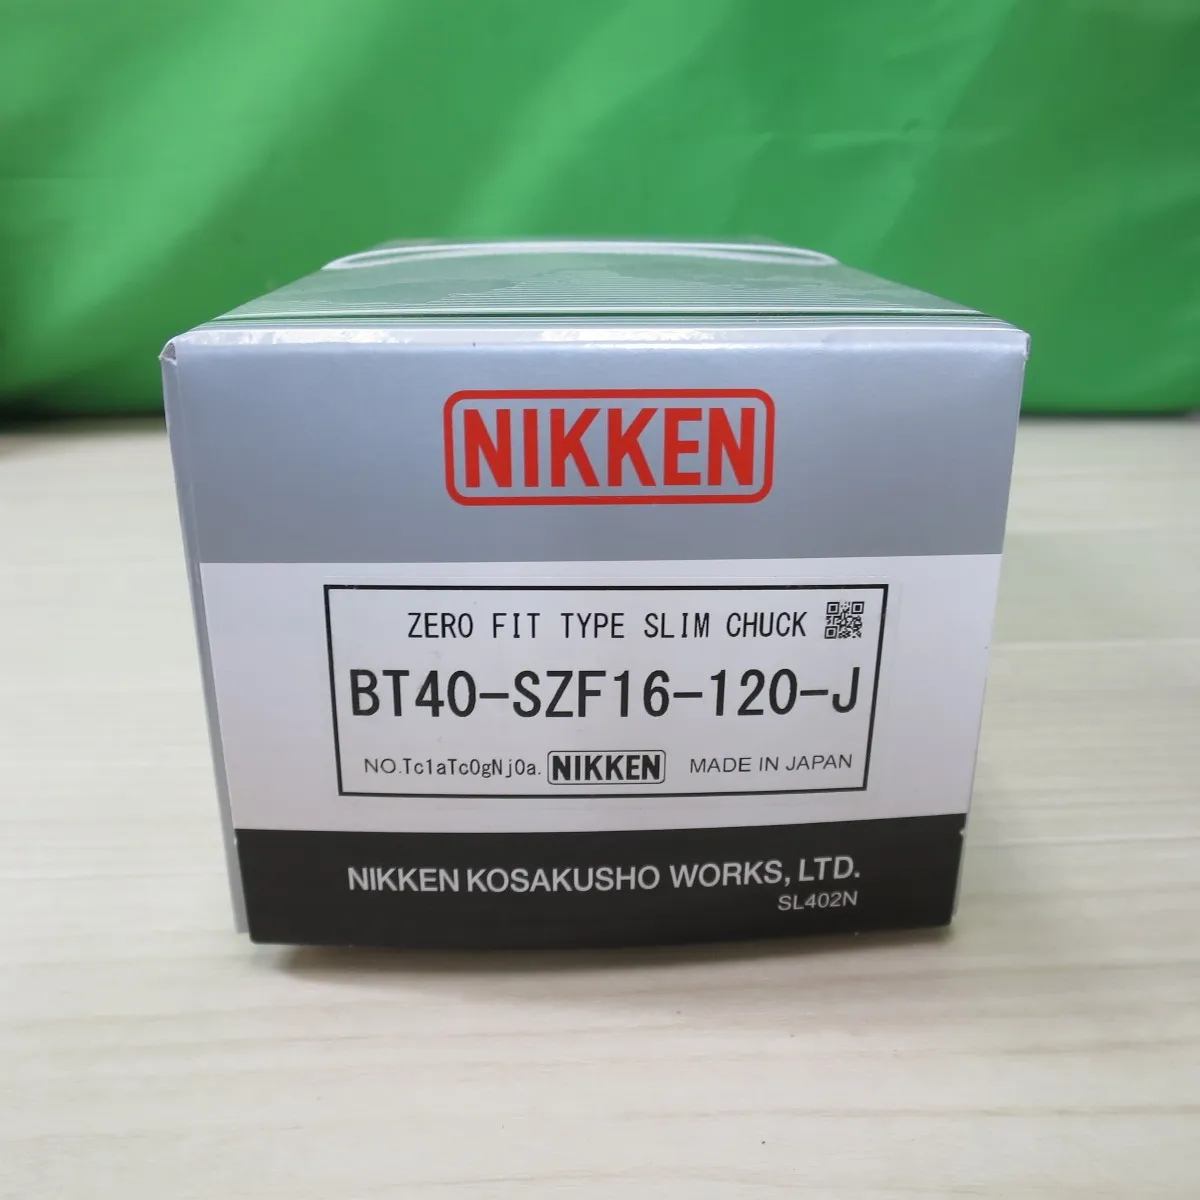 NIKKEN
ZERO FIT TYPE SLIM CHUCK
BT40-SZF16-120-J
NO.Tc1aTc0gNj0a. NIKKEN MADE IN JAPAN
NIKKEN KOSAKUSHO WORKS, LTD.
SL402N